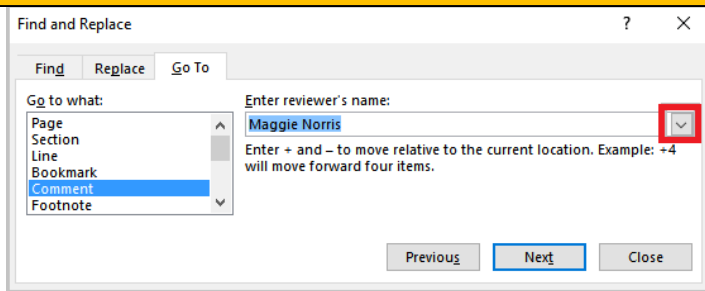 Find and Replace ? ×
Find Replace Go To
Go to what:
Page
Section
Line
Bookmark
Comment
Footnote
Enter reviewer's name:
Maggie Norris
Enter + and – to move relative to the current location. Example: +4
will move forward four items.
Previous Next Close